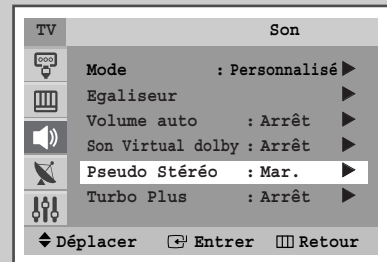 TV Son
Mode : Personnalisé
Egaliseur
Volume auto : Arrêt
Son Virtual dolby : Arrêt
Pseudo Stéréo : Mar.
Turbo Plus : Arrêt
Déplacer Entrer Retour